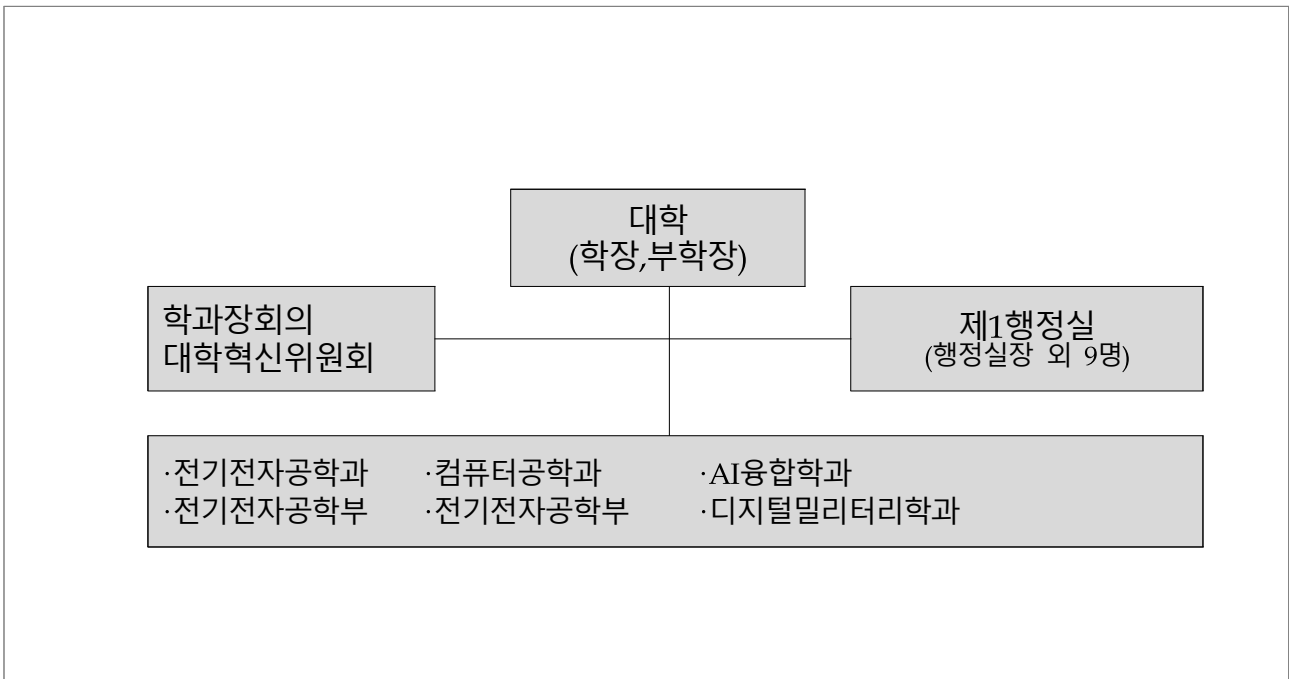 대학
(학장,부학장)
학과장회의
대학혁신위원회
제1행정실
(행정실장 외 9명)
·전기전자공학과 ·컴퓨터공학과 ·AI융합학과
·전기전자공학부 ·전기전자공학부 ·디지털밀리터리학과